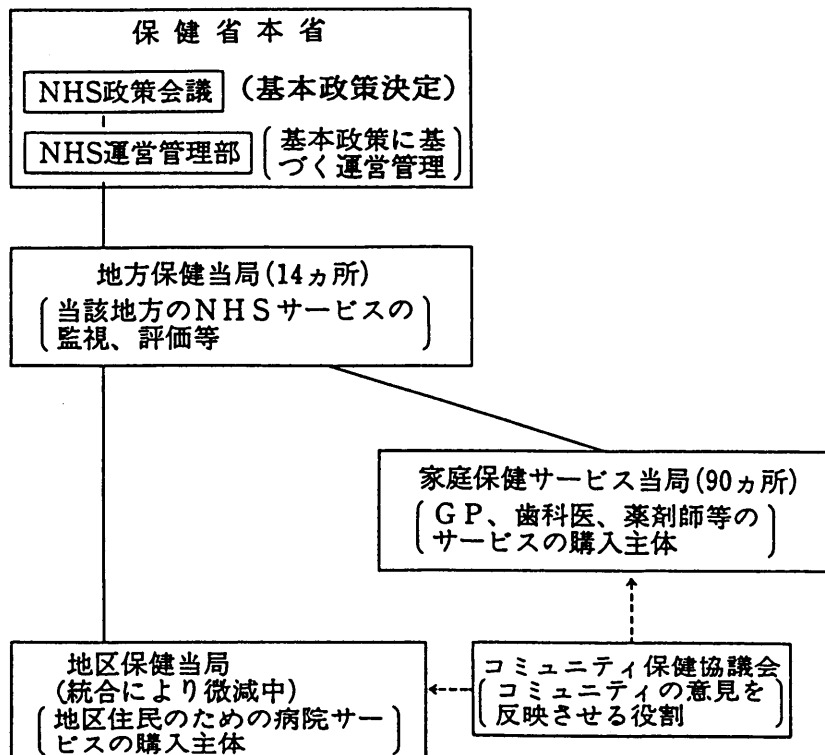 保健省本省
NHS政策会議 (基本政策決定)
NHS運営管理部 (基本政策に基
づく運営管理)
地方保健当局(14ヵ所)
(当該地方のNHSサービスの
監視、評価等)
家庭保健サービス当局(90ヵ所)
(GP、歯科医、薬剤師等の
サービスの購入主体)
地区保健当局
(統合により微減中)
(地区住民のための病院サー
ビスの購入主体)
コミュニティ保健協議会
(コミュニティの意見を
反映させる役割)